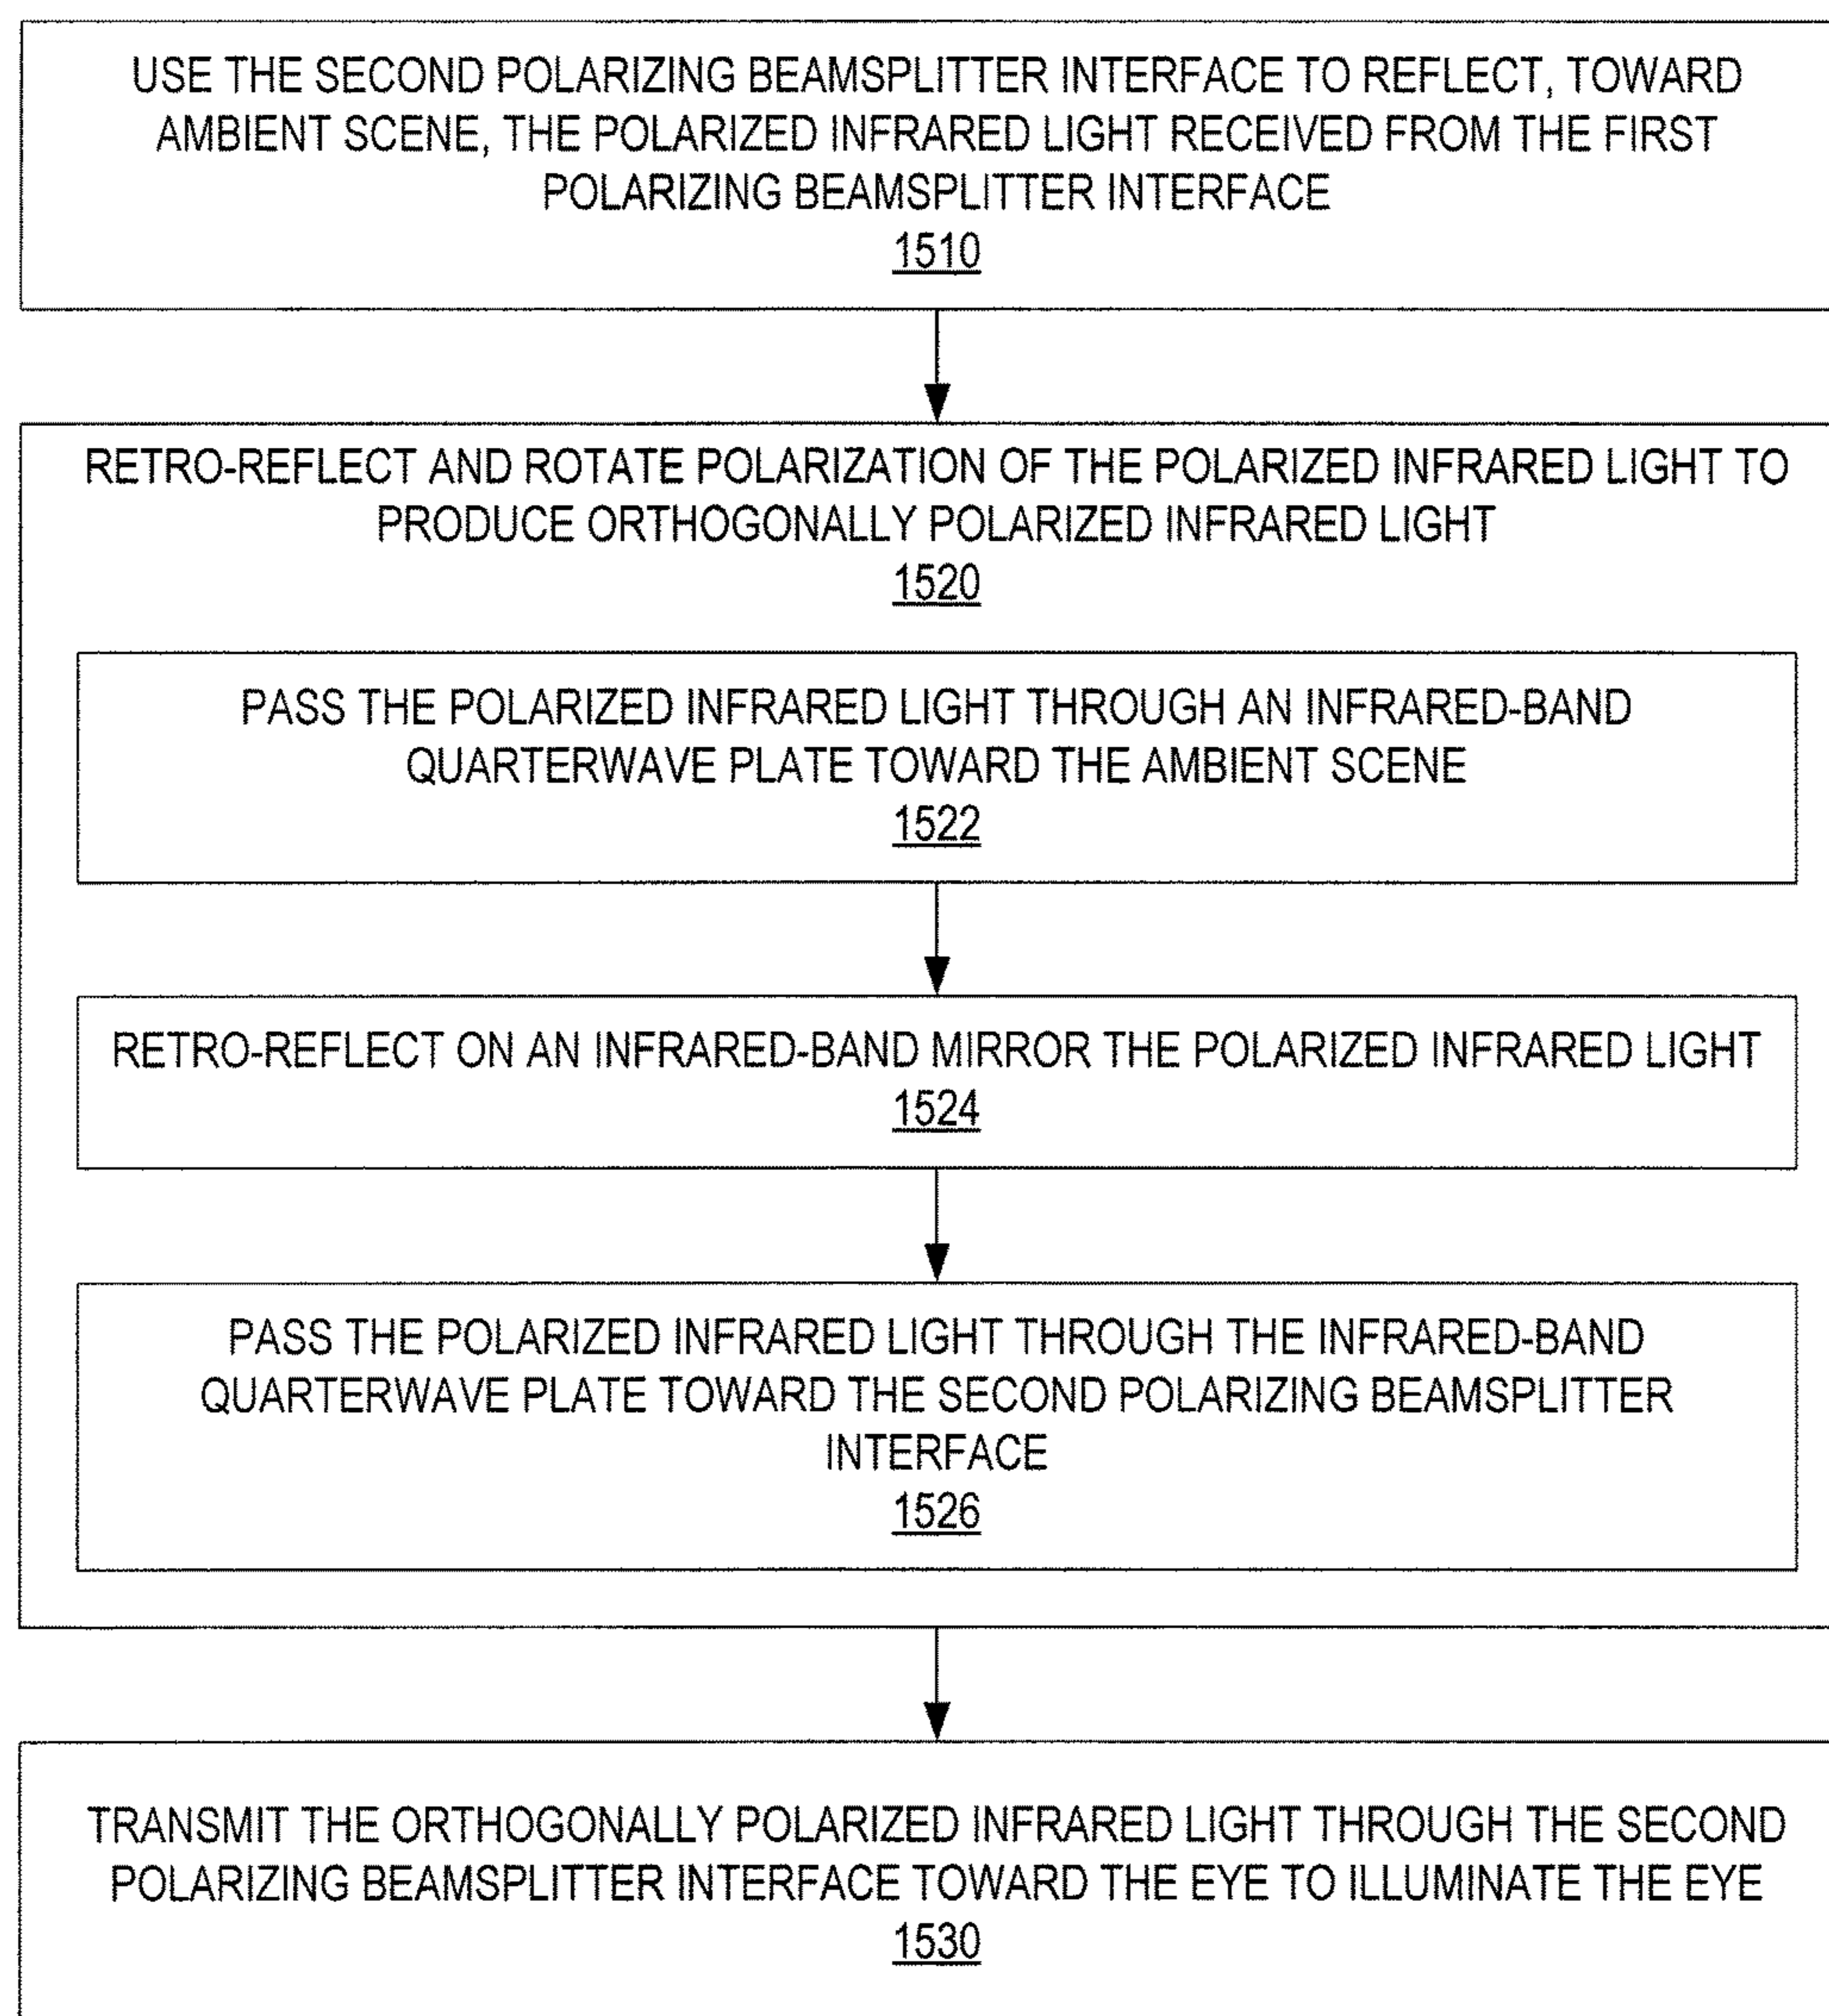 USE THE SECOND POLARIZING BEAMSPLITTER INTERFACE TO REFLECT, TOWARD
AMBIENT SCENE, THE POLARIZED INFRARED LIGHT RECEIVED FROM THE FIRST
POLARIZING BEAMSPLITTER INTERFACE
1510
RETRO-REFLECT AND ROTATE POLARIZATION OF THE POLARIZED INFRARED LIGHT TO
PRODUCE ORTHOGONALLY POLARIZED INFRARED LIGHT
1520
PASS THE POLARIZED INFRARED LIGHT THROUGH AN INFRARED-BAND
QUARTERWAVE PLATE TOWARD THE AMBIENT SCENE
1522
RETRO-REFLECT ON AN INFRARED-BAND MIRROR THE POLARIZED INFRARED LIGHT
1524
PASS THE POLARIZED INFRARED LIGHT THROUGH THE INFRARED-BAND
QUARTERWAVE PLATE TOWARD THE SECOND POLARIZING BEAMSPLITTER
INTERFACE
1526
TRANSMIT THE ORTHOGONALLY POLARIZED INFRARED LIGHT THROUGH THE SECOND
POLARIZING BEAMSPLITTER INTERFACE TOWARD THE EYE TO ILLUMINATE THE EYE
1530